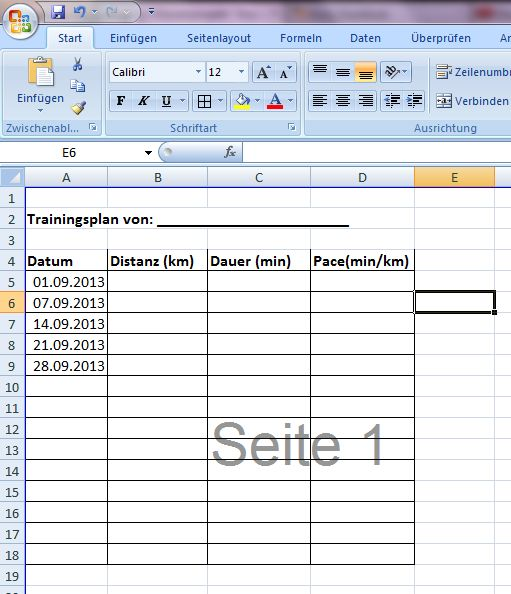 Start Einfügen Seitenlayout Formeln Daten Überprüfen
Calibri 12 A A Zeilenumb
Einfügen F K U A Verbinden
Zwischenabl... Schriftart Ausrichtung
E6 fx
A B C D E
1
2 Trainingsplan von: ______________________
3
4 Datum Distanz (km) Dauer (min) Pace(min/km)
5 01.09.2013
6 07.09.2013
7 14.09.2013
8 21.09.2013
9 28.09.2013
10
11
12
Seite 1
13
14
15
16
17
18
19